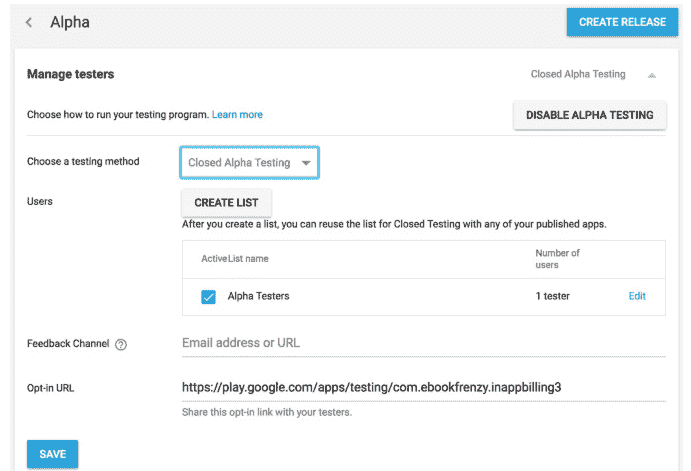 Alpha
CREATE RELEASE
Manage testers
Closed Alpha Testing
Choose how to run your testing program. Learn more
DISABLE ALPHA TESTING
Choose a testing method
Closed Alpha Testing
Users
CREATE LIST
After you create a list, you can reuse the list for Closed Testing with any of your published apps.
Active List name
Number of
users
Alpha Testers
1 tester
Edit
Feedback Channel ?
Email address or URL
Opt-in URL
https://play.google.com/apps/testing/com.ebookfrenzy.inappbilling3
Share this opt-in link with your testers.
SAVE